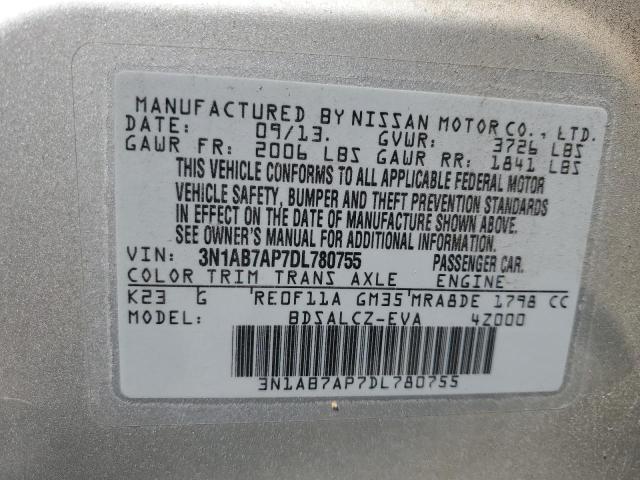 MANUFACTURED BY NISSAN MOTOR CO., LTD.
DATE: 09/13. GVWR: 3726 LBS
GAWR FR: 2006 LBS GAWR RR: 1841 LBS
THIS VEHICLE CONFORMS TO ALL APPLICABLE FEDERAL MOTOR
VEHICLE SAFETY, BUMPER AND THEFT PREVENTION STANDARDS
IN EFFECT ON THE DATE OF MANUFACTURE SHOWN ABOVE.
SEE OWNER'S MANUAL FOR ADDITIONAL INFORMATION.
VIN: 3N1AB7AP7DL780755 PASSENGER CAR.
COLOR TRIM TRANS AXLE ENGINE
K23 G RE0F11A GM35 MRA8DE 1798 CC
MODEL: BDSALCZ-EVA 4Z000
3N1AB7AP7DL780755